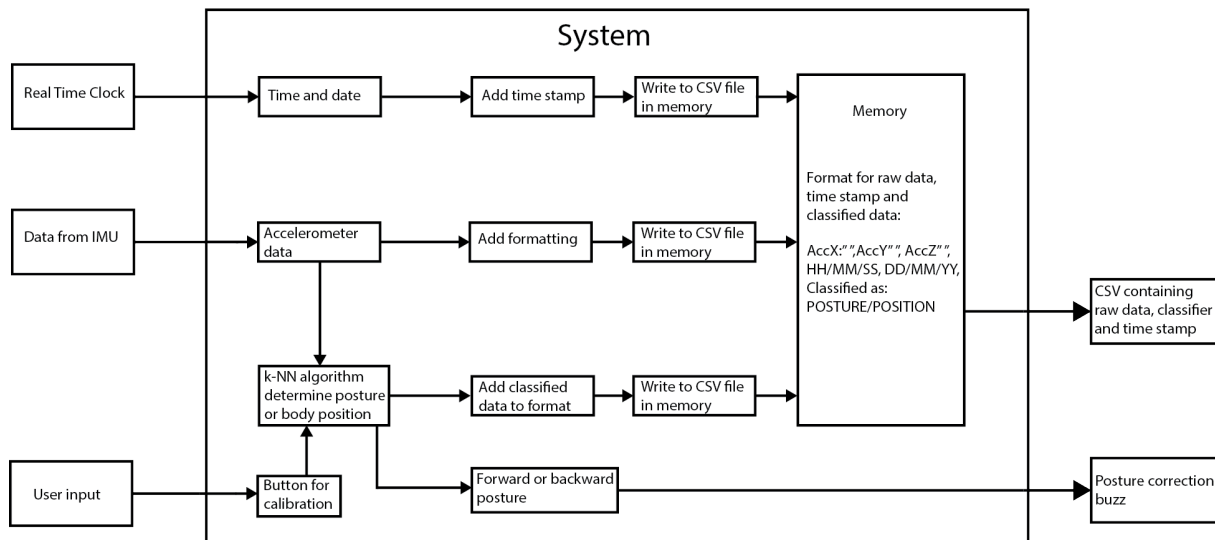 System
Real Time Clock
Time and date
Add time stamp
Write to CSV file
in memory
Memory
Format for raw data,
time stamp and
classified data:
AccX:” ”,AccY” ”, AccZ” ”,
HH/MM/SS, DD/MM/YY,
Classified as:
POSTURE/POSITION
Data from IMU
Accelerometer
data
Add formatting
Write to CSV file
in memory
CSV containing
raw data, classifier
and time stamp
k-NN algorithm
determine posture
or body position
Add classified
data to format
Write to CSV file
in memory
User input
Button for
calibration
Forward or backward
posture
Posture correction
buzz